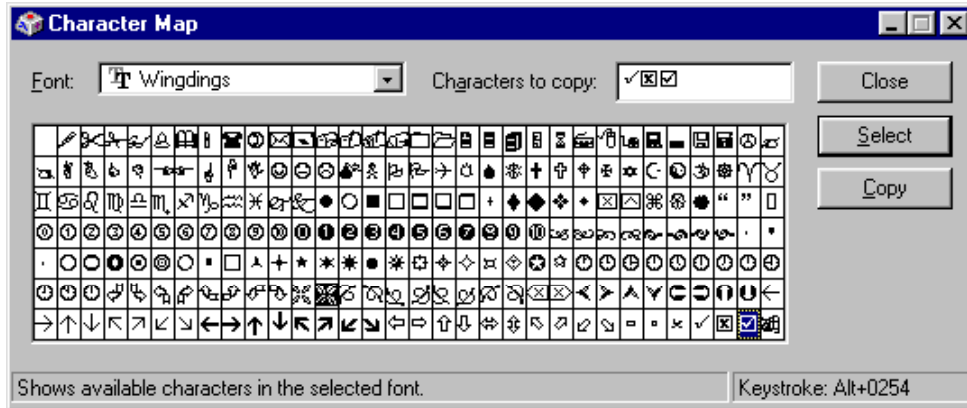 Character Map
Font: Wingdings Characters to copy: ✓🗷🗹 Close
Select
Copy
Shows available characters in the selected font. Keystroke: Alt+0254